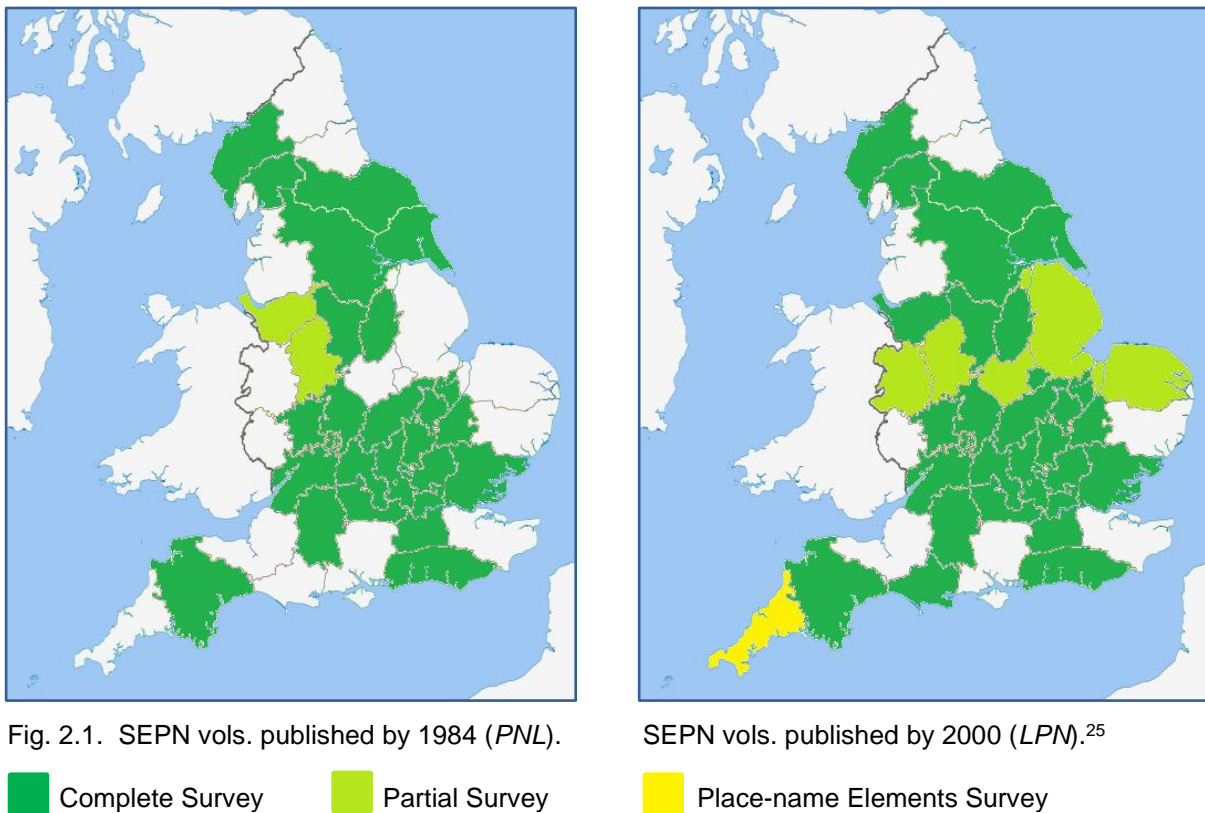 Fig. 2.1. SEPN vols. published by 1984 (PNL).
SEPN vols. published by 2000 (LPN).25
Complete Survey
Partial Survey
Place-name Elements Survey